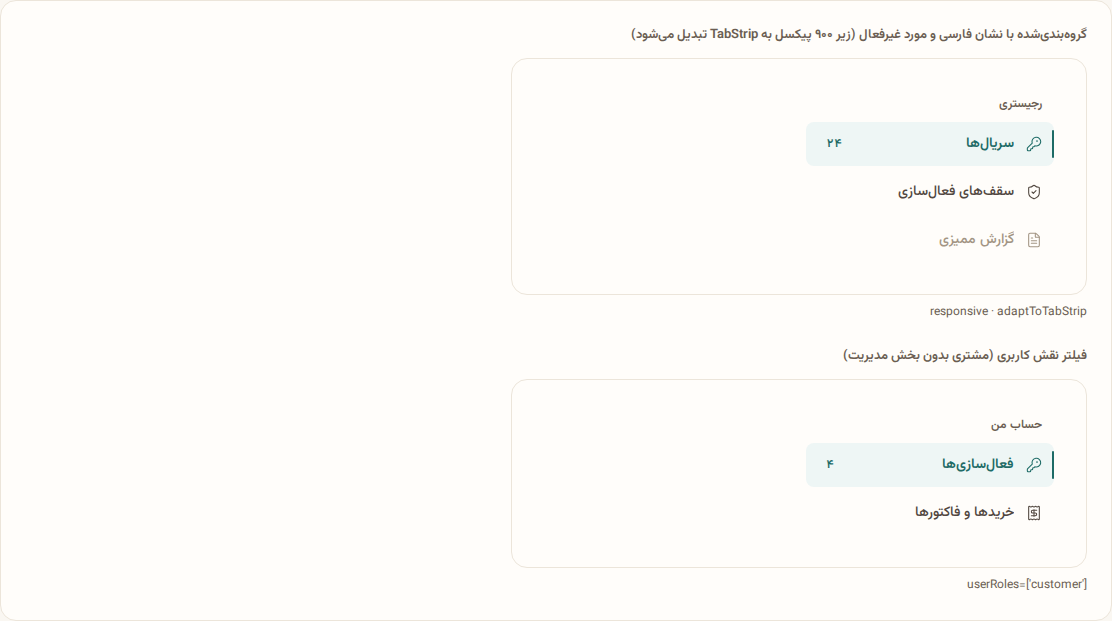 گروه‌بندی‌شده با نشان فارسی و مورد غیرفعال (زیر ۹۰۰ پیکسل به TabStrip تبدیل می‌شود)
رجیستری
سریال‌ها ۲۴
سقف‌های فعال‌سازی
گزارش ممیزی
responsive · adaptToTabStrip
فیلتر نقش کاربری (مشتری بدون بخش مدیریت)
حساب من
فعال‌سازی‌ها ۴
خریدها و فاکتورها
userRoles=['customer']